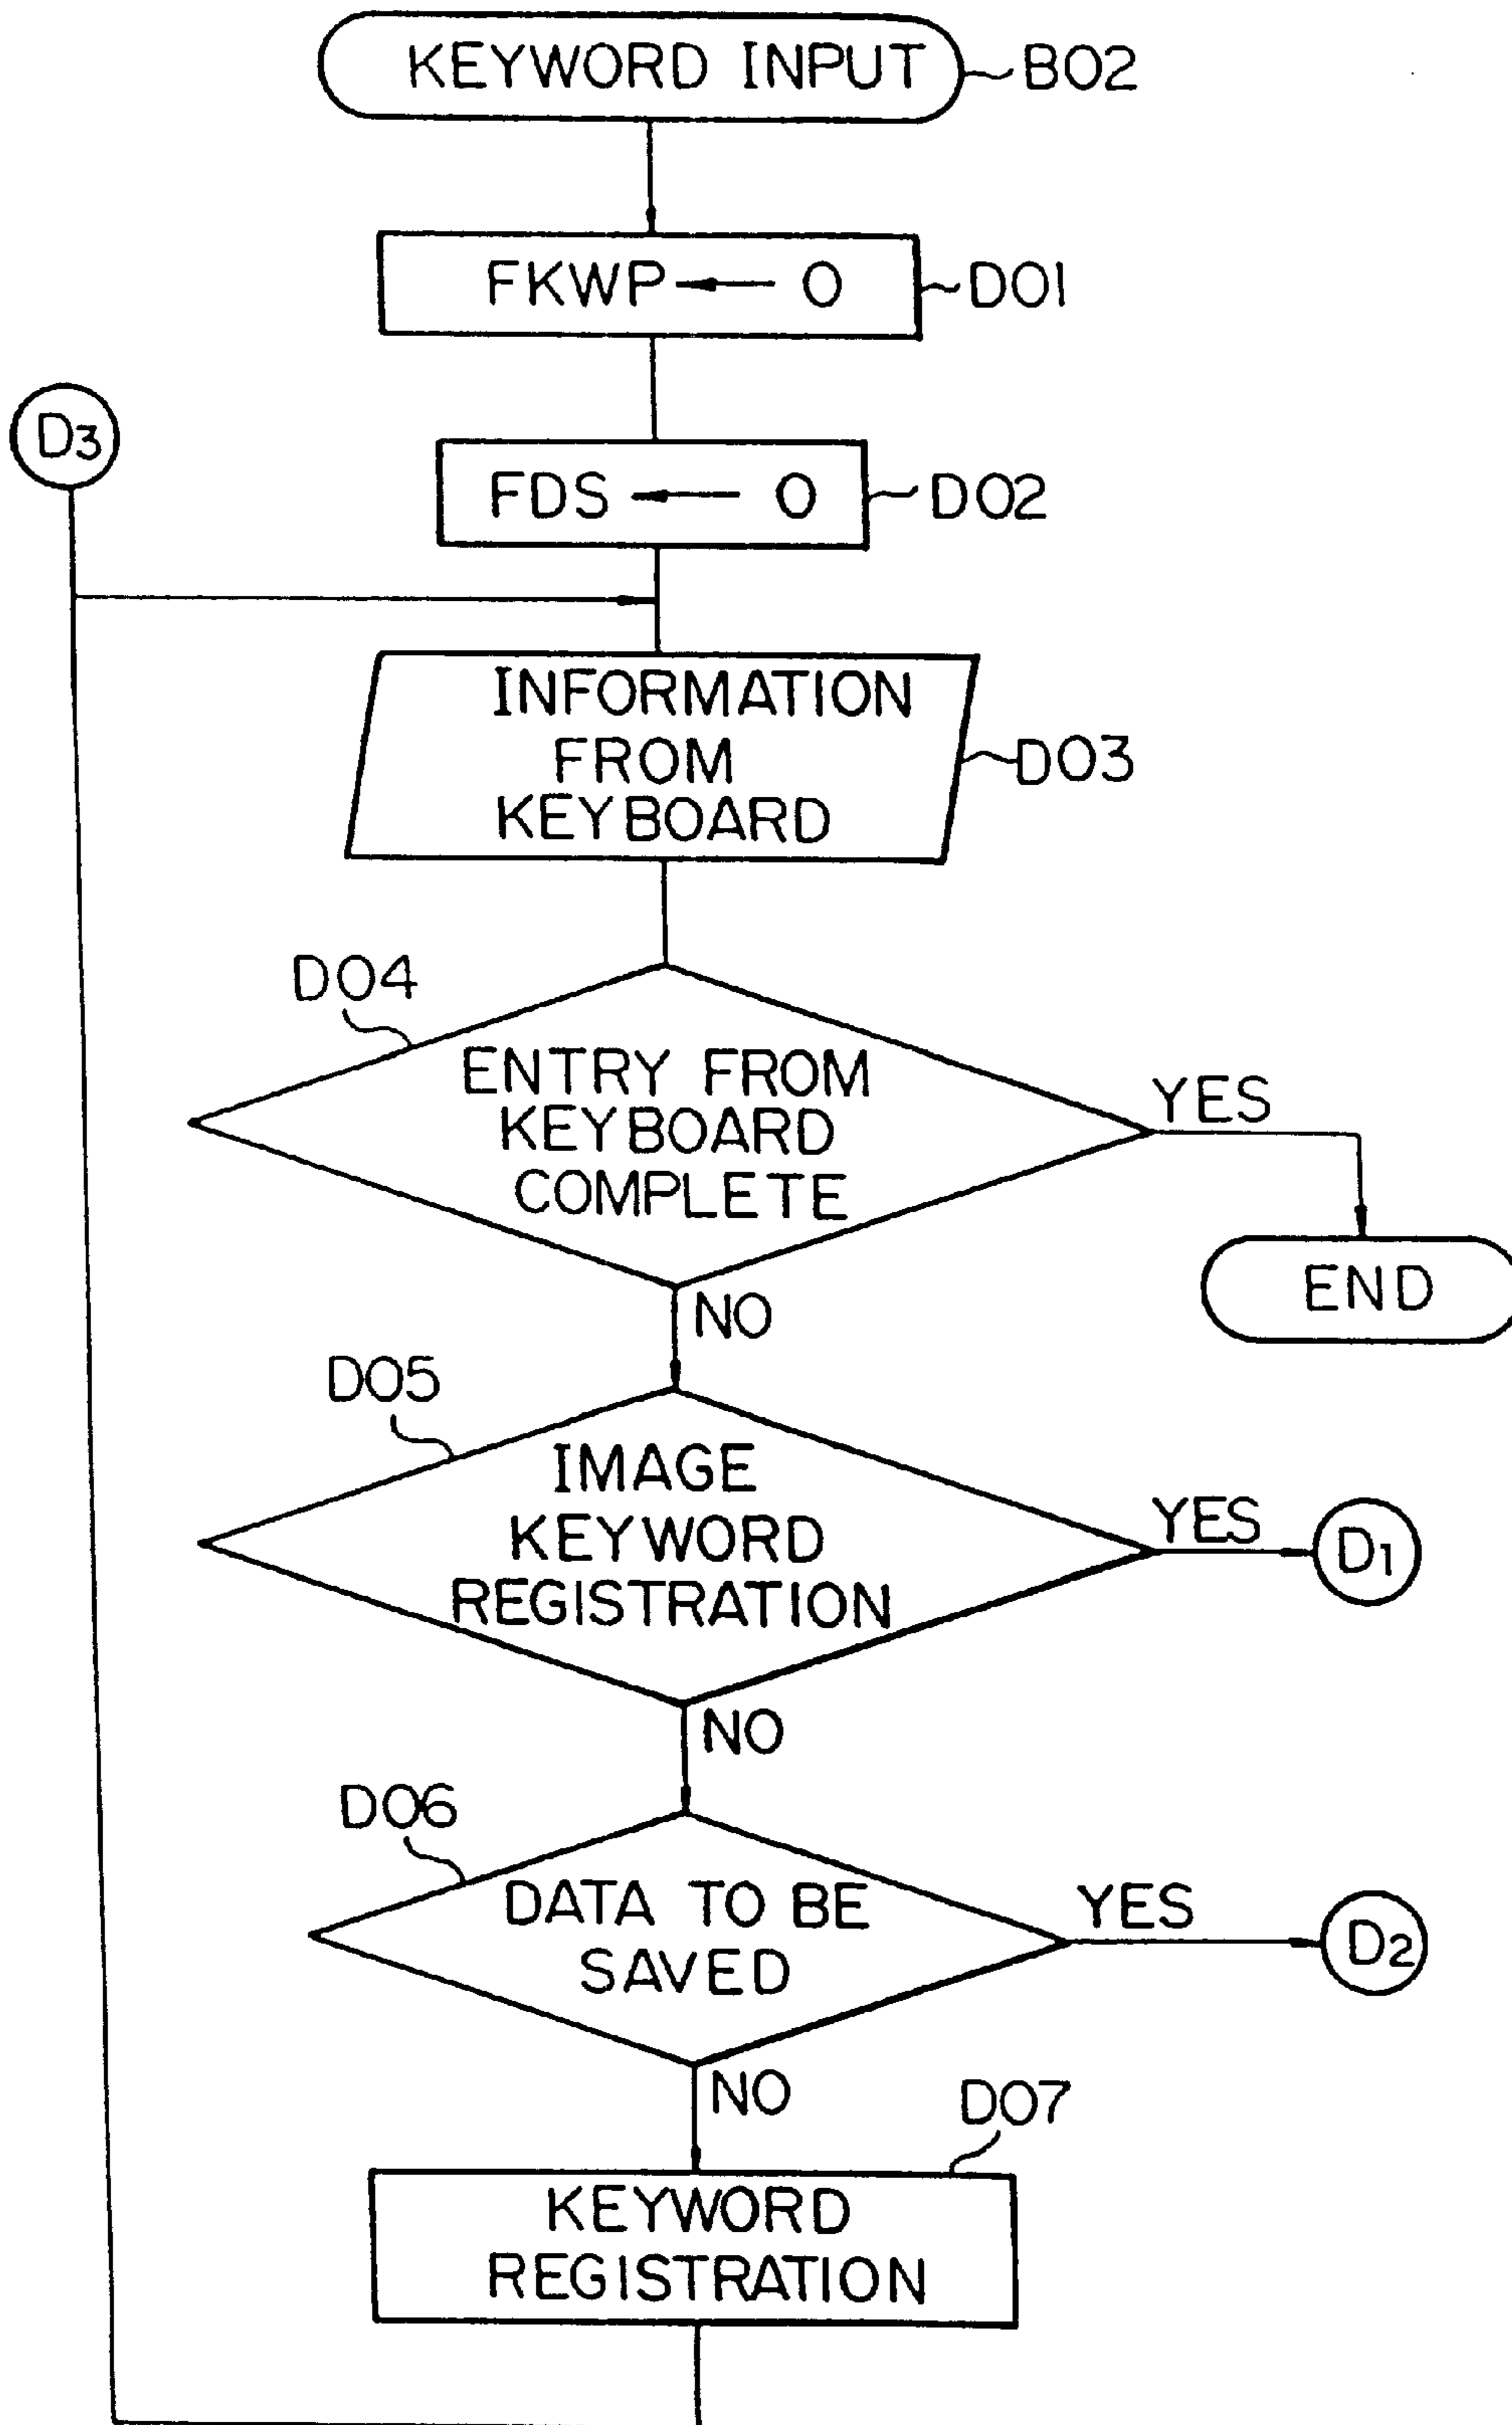 KEYWORD INPUT B02
FKWP ← 0 D01
D3
FDS ← 0 D02
INFORMATION
FROM
KEYBOARD
D03
D04
ENTRY FROM
KEYBOARD
COMPLETE
YES
END
NO
D05
IMAGE
KEYWORD
REGISTRATION
YES
D1
NO
D06
DATA TO BE
SAVED
YES
D2
NO
D07
KEYWORD
REGISTRATION